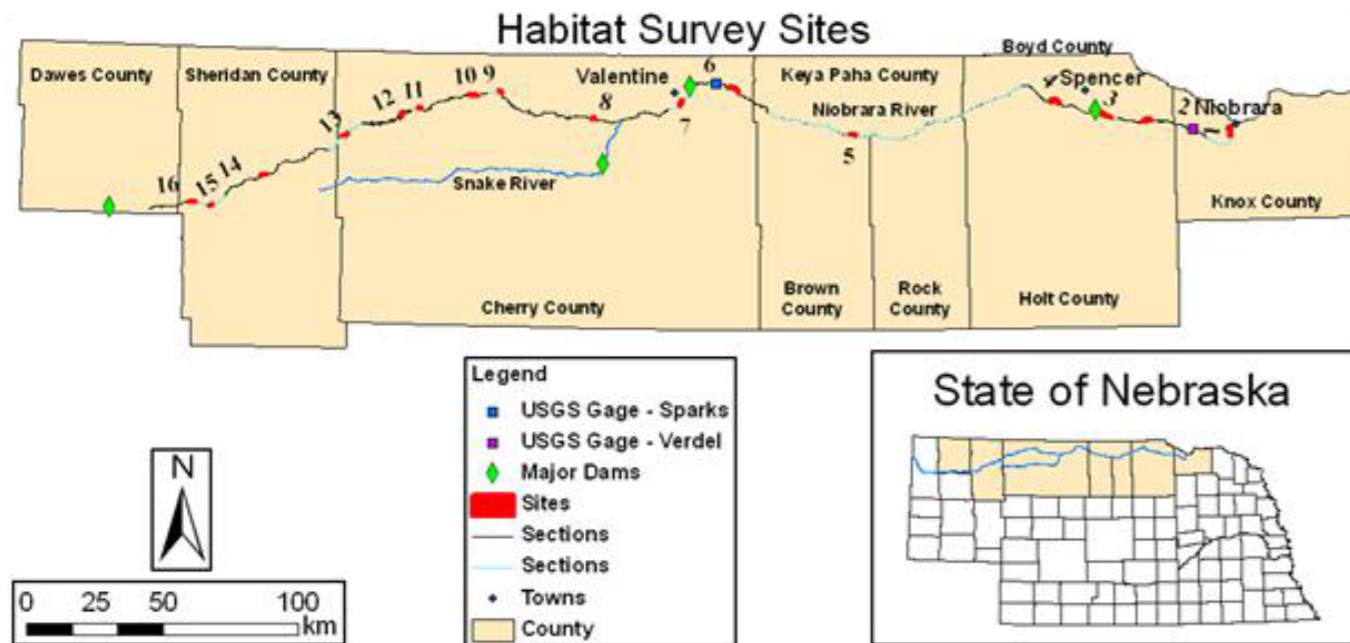 Habitat Survey Sites
Dawes County
Sheridan County
10 9
Valentine
6
Keya Paha County
Boyd County
4
Spencer
12 11
8
7
Niobrara River
3
2
Niobrara
1
13
5
16
15
14
Snake River
Knox County
Cherry County
Brown
County
Rock
County
Holt County
Legend
USGS Gage - Sparks
USGS Gage - Verdel
Major Dams
Sites
Sections
Sections
Towns
County
N
0 25 50 100
km
State of Nebraska